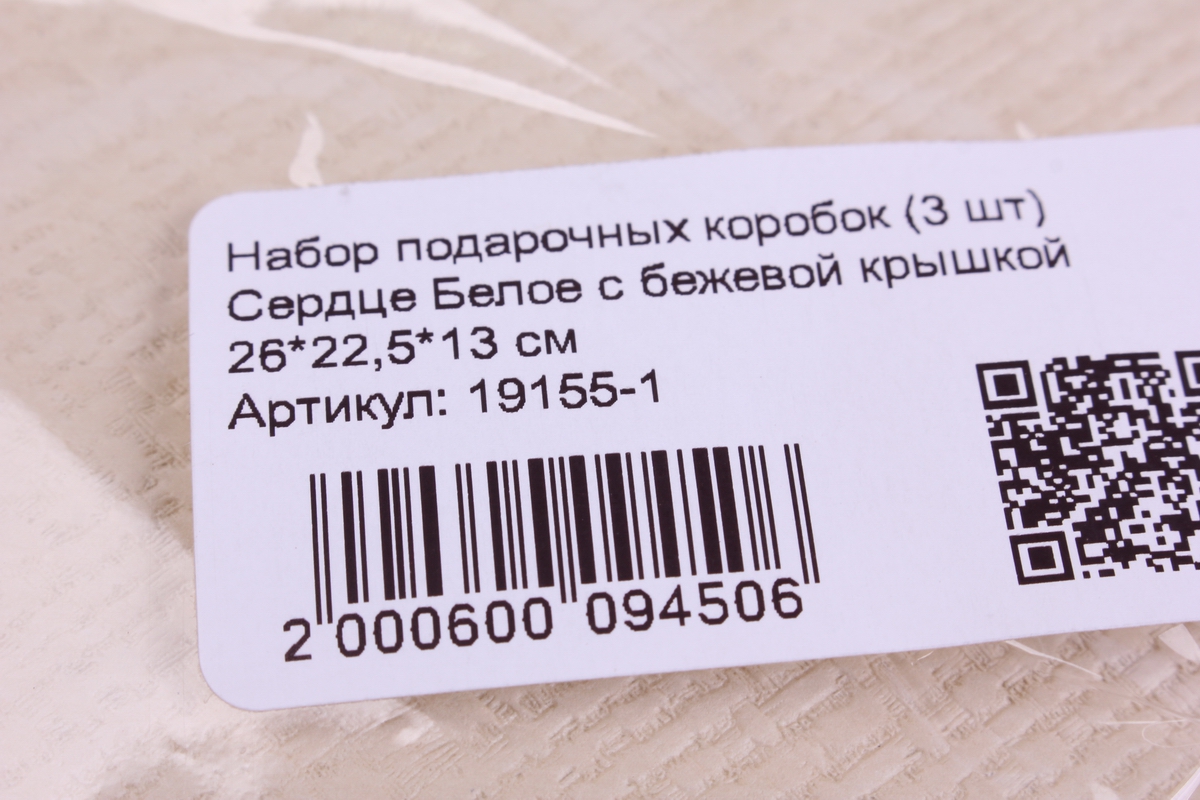 Набор подарочных коробок (3 шт)
Сердце Белое с бежевой крышкой
26*22,5*13 см
Артикул: 19155-1
2 000600 094506